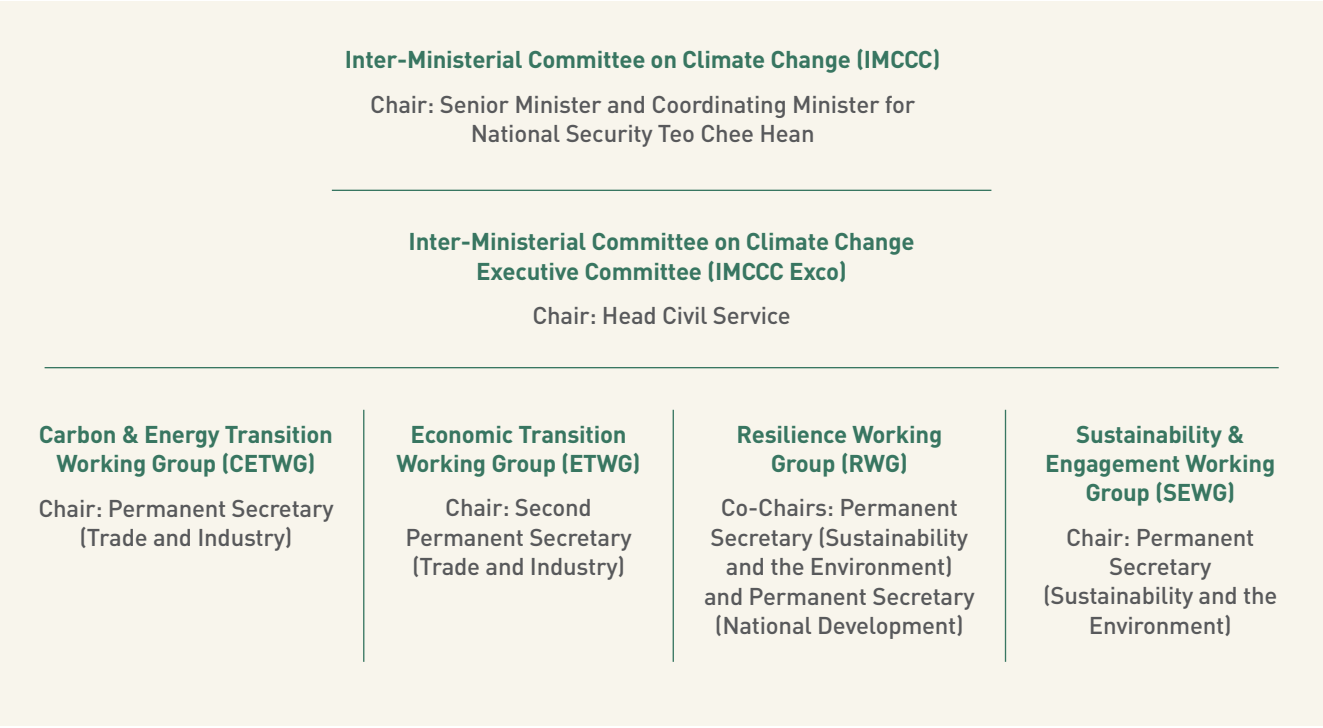 Inter-Ministerial Committee on Climate Change (IMCCC)
Chair: Senior Minister and Coordinating Minister for
National Security Teo Chee Hean
Inter-Ministerial Committee on Climate Change
Executive Committee (IMCCC Exco)
Chair: Head Civil Service
Carbon & Energy Transition
Working Group (CETWG)
Chair: Permanent Secretary
(Trade and Industry)
Economic Transition
Working Group (ETWG)
Chair: Second
Permanent Secretary
(Trade and Industry)
Resilience Working
Group (RWG)
Co-Chairs: Permanent
Secretary (Sustainability
and the Environment)
and Permanent Secretary
(National Development)
Sustainability &
Engagement Working
Group (SEWG)
Chair: Permanent
Secretary
(Sustainability and the
Environment)